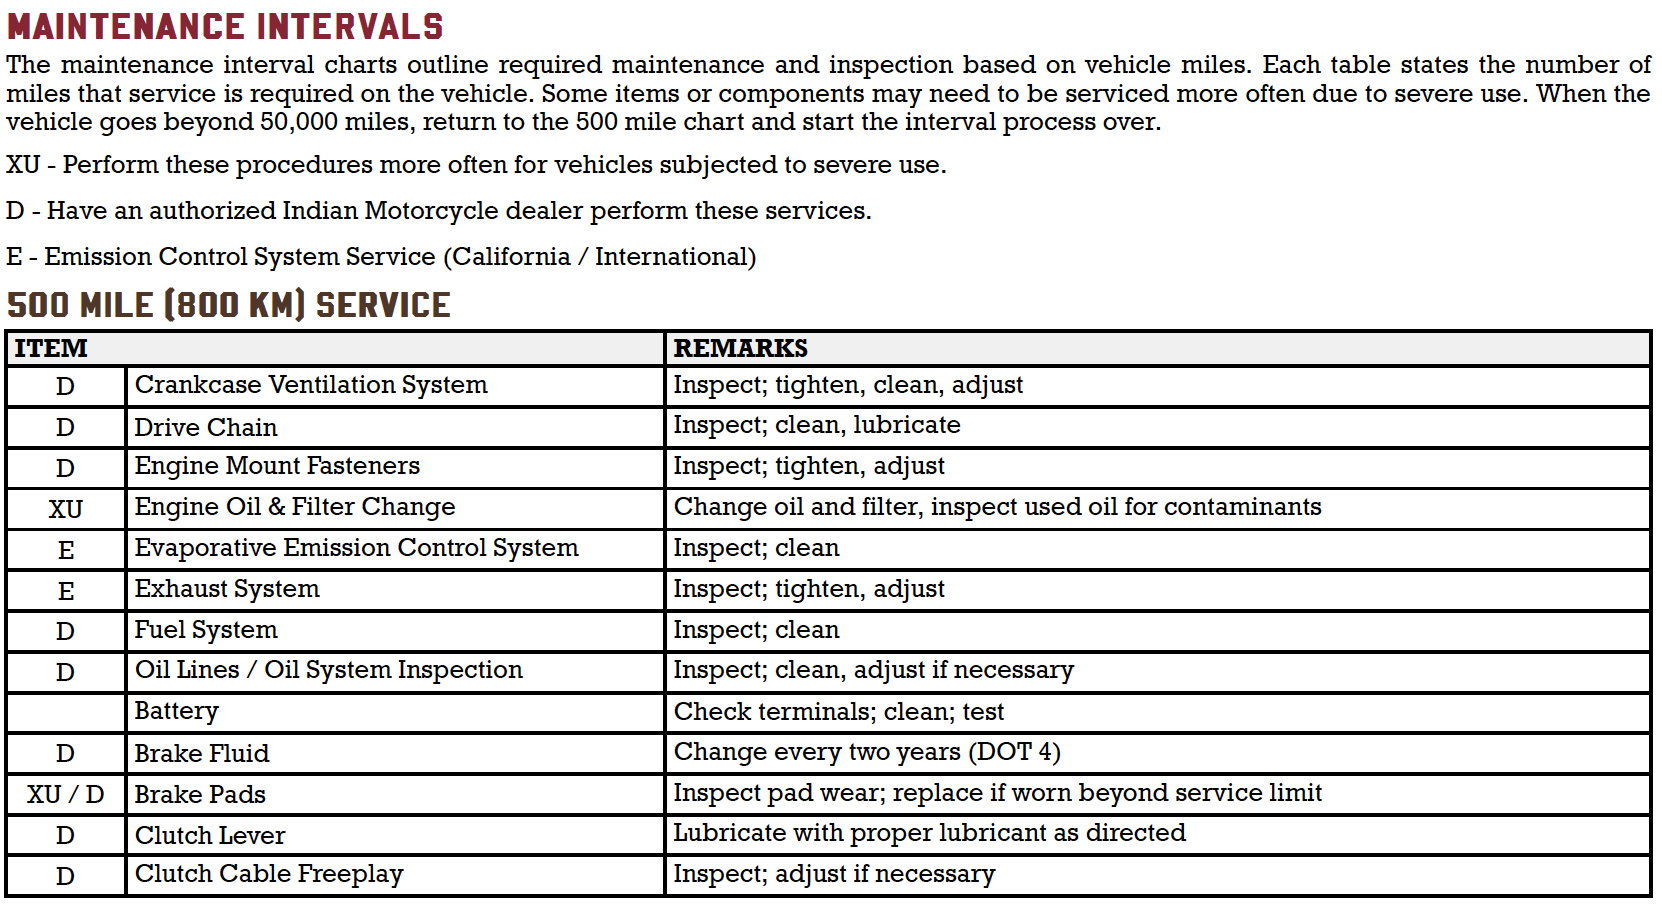 MAINTENANCE INTERVALS
The maintenance interval charts outline required maintenance and inspection based on vehicle miles. Each table states the number of
miles that service is required on the vehicle. Some items or components may need to be serviced more often due to severe use. When the
vehicle goes beyond 50,000 miles, return to the 500 mile chart and start the interval process over.
XU - Perform these procedures more often for vehicles subjected to severe use.
D - Have an authorized Indian Motorcycle dealer perform these services.
E - Emission Control System Service (California / International)
500 MILE (800 KM) SERVICE
ITEM REMARKS
D Crankcase Ventilation System Inspect; tighten, clean, adjust
D Drive Chain Inspect; clean, lubricate
D Engine Mount Fasteners Inspect; tighten, adjust
XU Engine Oil & Filter Change Change oil and filter, inspect used oil for contaminants
E Evaporative Emission Control System Inspect; clean
E Exhaust System Inspect; tighten, adjust
D Fuel System Inspect; clean
D Oil Lines / Oil System Inspection Inspect; clean, adjust if necessary
Battery Check terminals; clean; test
D Brake Fluid Change every two years (DOT 4)
XU / D Brake Pads Inspect pad wear; replace if worn beyond service limit
D Clutch Lever Lubricate with proper lubricant as directed
D Clutch Cable Freeplay Inspect; adjust if necessary